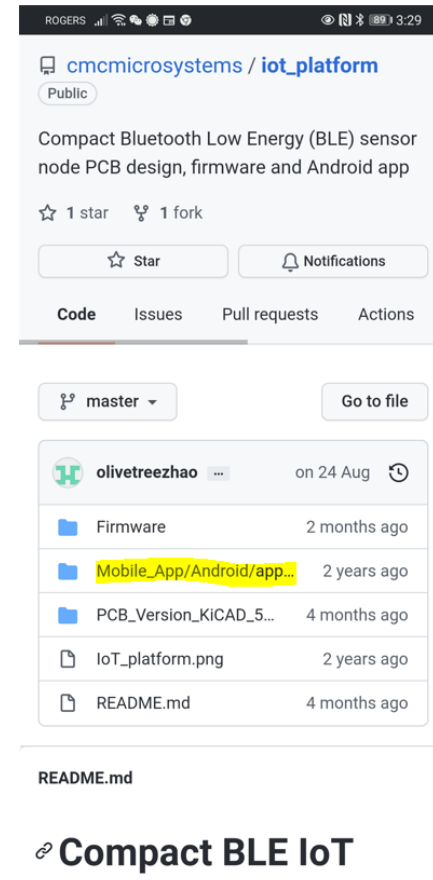 ROGERS 89 3:29
cmcmicrosystems / iot_platform
Public
Compact Bluetooth Low Energy (BLE) sensor
node PCB design, firmware and Android app
1 star 1 fork
Star Notifications
Code Issues Pull requests Actions
master Go to file
olivetreezhao ... on 24 Aug
Firmware 2 months ago
Mobile_App/Android/app... 2 years ago
PCB_Version_KiCAD_5... 4 months ago
IoT_platform.png 2 years ago
README.md 4 months ago
README.md
Compact BLE IoT